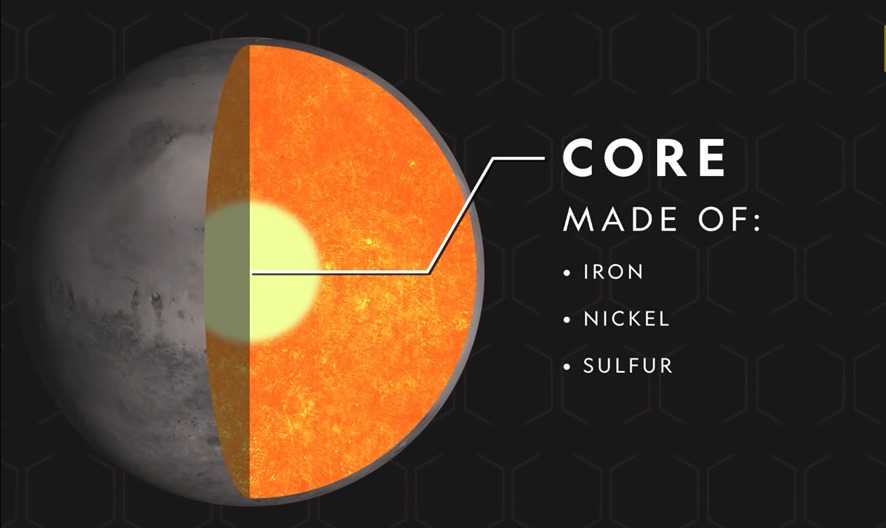 CORE
MADE OF:
• IRON
• NICKEL
• SULFUR